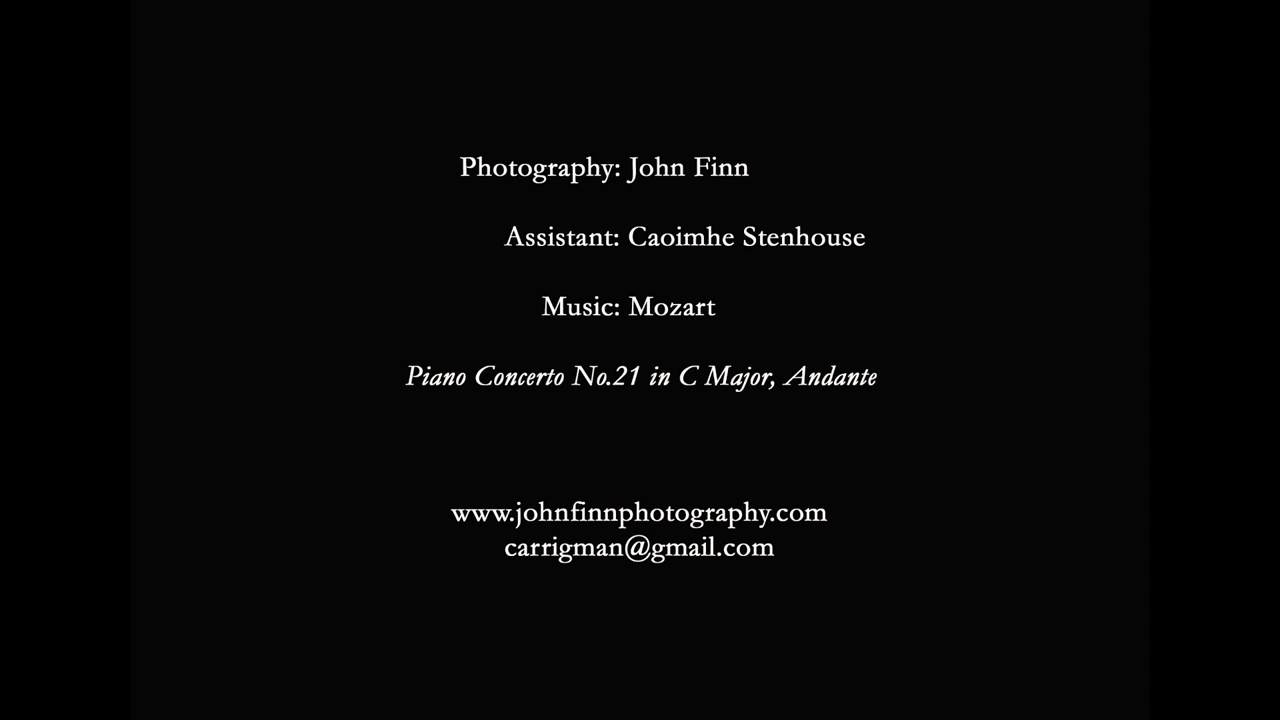 Photography: John Finn
Assistant: Caoimhe Stenhouse
Music: Mozart
Piano Concerto No.21 in C Major, Andante
www.johnfinnphotography.com
carrigman@gmail.com